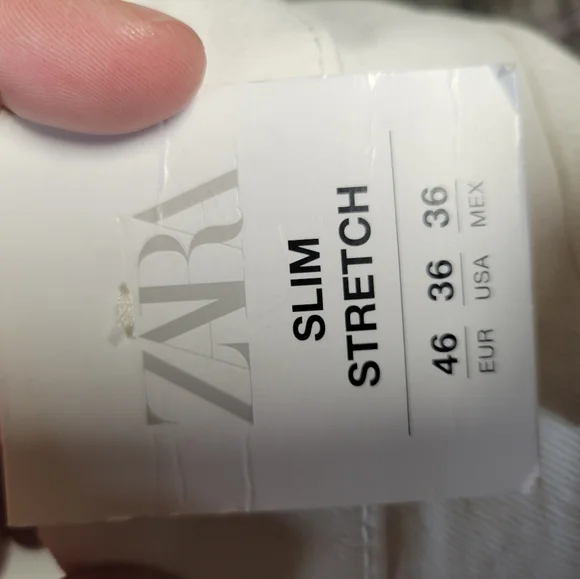 ZARA
SLIM
STRETCH
46 36 36
EUR USA MEX